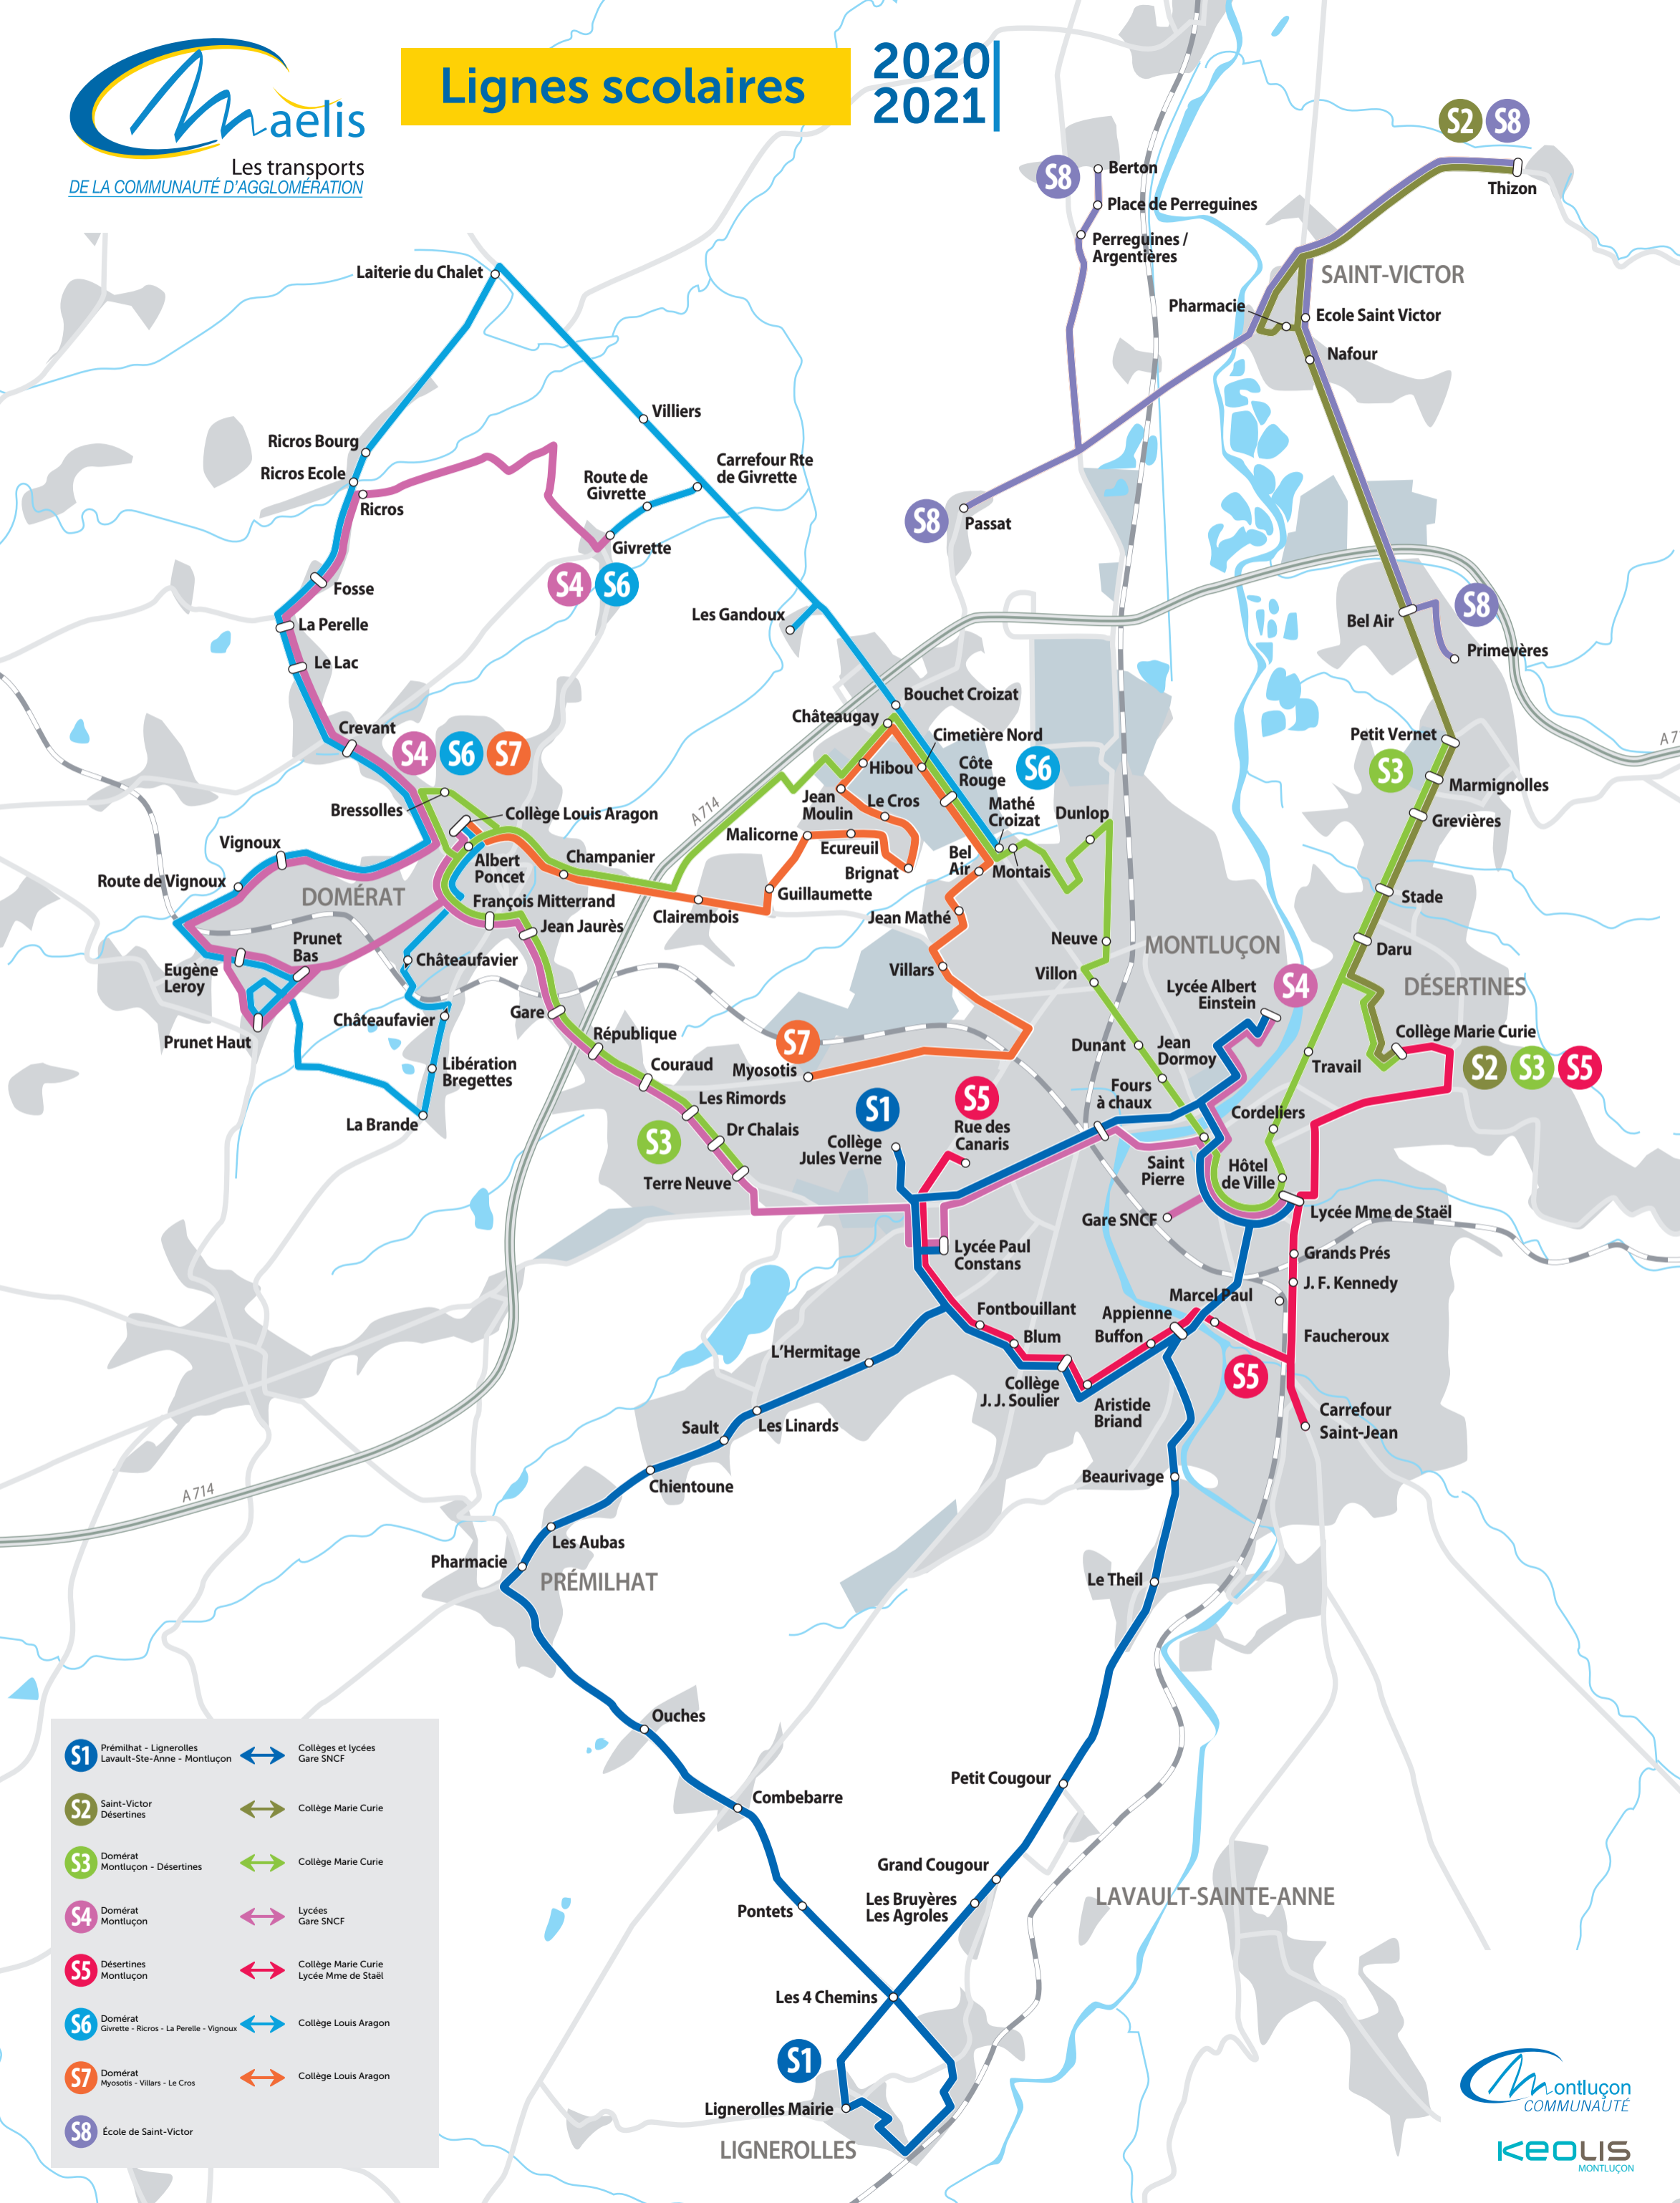 Maelis
Les transports
DE LA COMMUNAUTÉ D'AGGLOMÉRATION
Lignes scolaires
2020
2021
S2 S8
Thizon
S8
Berton
Place de Perreguines
Perreguines /
Argentières
SAINT-VICTOR
Pharmacie
Ecole Saint Victor
Nafour
Laiterie du Chalet
Villiers
Ricros Bourg
Ricros Ecole
Ricros
Route de
Givrette
Carrefour Rte
de Givrette
Givrette
S4 S6
S8
Passat
Fosse
La Perelle
Le Lac
Les Gandoux
Bel Air
S8
Primevères
Crevant
S4 S6 S7
Bouchet Croizat
Châteaugay
Cimetière Nord
Hibou
Côte
Rouge
S6
Petit Vernet
S3
A 7
Marmignolles
Grevières
Bressolles
Collège Louis Aragon
A 714
Jean
Moulin
Le Cros
Mathé
Croizat
Dunlop
Malicorne
Ecureuil
Brignat
Bel
Air
Montais
Vignoux
Route de Vignoux
DOMÉRAT
Albert
Poncet
Champanier
Guillaumette
Clairembois
François Mitterrand
Jean Jaurès
Jean Mathé
Stade
Neuve
Daru
MONTLUÇON
Prunet
Bas
Eugène
Leroy
Châteaufavier
Villars
Villon
Lycée Albert
Einstein
S4
DÉSERTINES
Prunet Haut
Châteaufavier
Gare
République
S7
Myosotis
Dunant
Jean
Dormoy
Collège Marie Curie
S2 S3 S5
Travail
Libération
Bregettes
Couraud
La Brande
Les Rimords
S1
S5
Fours
à chaux
Cordeliers
S3
Dr Chalais
Collège
Jules Verne
Rue des
Canaris
Terre Neuve
Saint
Pierre
Hôtel
de Ville
Gare SNCF
Lycée Mme de Staël
Lycée Paul
Constans
Grands Prés
J. F. Kennedy
Marcel Paul
Fontbouillant
Appienne
Blum
Buffon
Faucheroux
L'Hermitage
S5
Collège
J. J. Soulier
Aristide
Briand
Carrefour
Saint-Jean
Sault
Les Linards
Chientoune
Beaurivage
A 714
Les Aubas
Pharmacie
PRÉMILHAT
Le Theil
Ouches
Petit Cougour
Combebarre
Grand Cougour
Les Bruyères
Les Agroles
Pontets
LAVAULT-SAINTE-ANNE
Les 4 Chemins
S1
Lignerolles Mairie
LIGNEROLLES
S1 Prémilhat - Lignerolles
Lavault-Ste-Anne - Montluçon
Collèges et lycées
Gare SNCF
S2 Saint-Victor
Désertines
Collège Marie Curie
S3 Domérat
Montluçon - Désertines
Collège Marie Curie
S4 Domérat
Montluçon
Lycées
Gare SNCF
S5 Désertines
Montluçon
Collège Marie Curie
Lycée Mme de Staël
S6 Domérat
Givrette - Ricros - La Perelle - Vignoux
Collège Louis Aragon
S7 Domérat
Myosotis - Villars - Le Cros
Collège Louis Aragon
S8 École de Saint-Victor
Montluçon
COMMUNAUTÉ
KEOLIS
MONTLUÇON